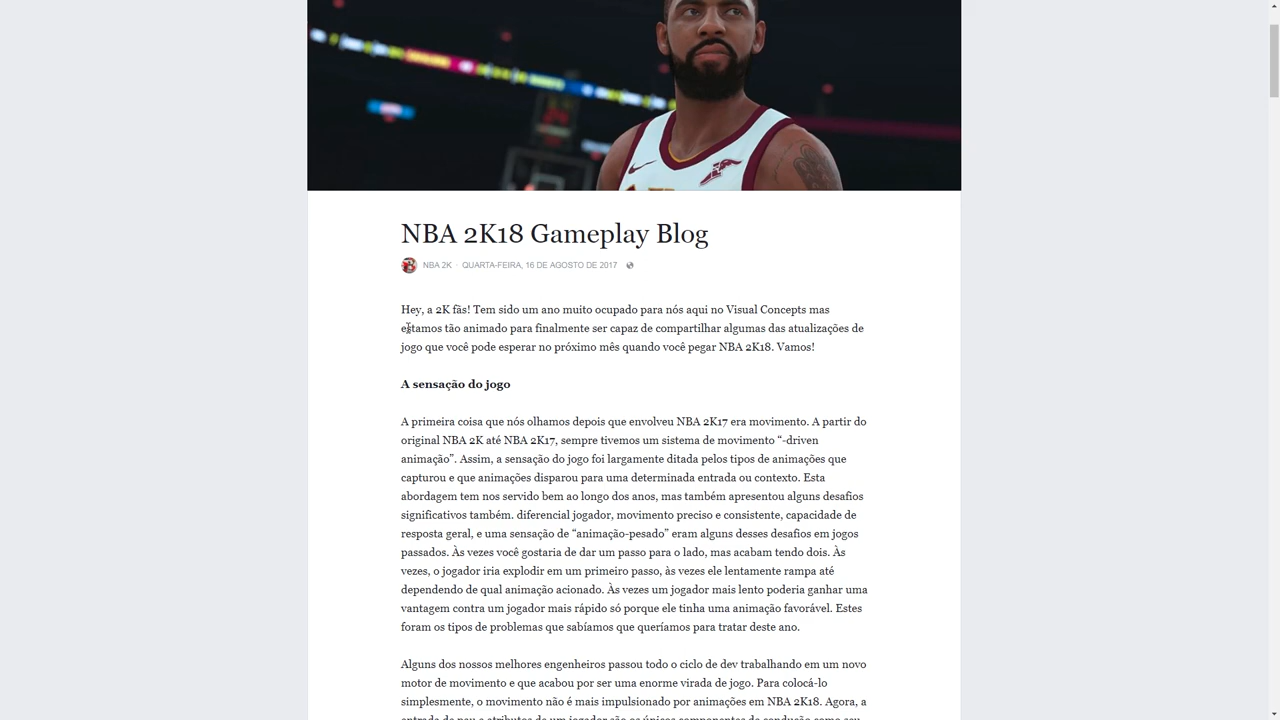 NBA 2K18 Gameplay Blog
NBA 2K · QUARTA-FEIRA, 16 DE AGOSTO DE 2017
Hey, a 2K fãs! Tem sido um ano muito ocupado para nós aqui no Visual Concepts mas
estamos tão animado para finalmente ser capaz de compartilhar algumas das atualizações de
jogo que você pode esperar no próximo mês quando você pegar NBA 2K18. Vamos!
A sensação do jogo
A primeira coisa que nós olhamos depois que envolveu NBA 2K17 era movimento. A partir do
original NBA 2K até NBA 2K17, sempre tivemos um sistema de movimento “-driven
animação”. Assim, a sensação do jogo foi largamente ditada pelos tipos de animações que
capturou e que animações disparou para uma determinada entrada ou contexto. Esta
abordagem tem nos servido bem ao longo dos anos, mas também apresentou alguns desafios
significativos também. diferencial jogador, movimento preciso e consistente, capacidade de
resposta geral, e uma sensação de “animação-pesado” eram alguns desses desafios em jogos
passados. Às vezes você gostaria de dar um passo para o lado, mas acabam tendo dois. Às
vezes, o jogador iria explodir em um primeiro passo, às vezes ele lentamente rampa até
dependendo de qual animação acionado. Às vezes um jogador mais lento poderia ganhar uma
vantagem contra um jogador mais rápido só porque ele tinha uma animação favorável. Estes
foram os tipos de problemas que sabíamos que queríamos para tratar deste ano.
Alguns dos nossos melhores engenheiros passou todo o ciclo de dev trabalhando em um novo
motor de movimento e que acabou por ser uma enorme virada de jogo. Para colocá-lo
simplesmente, o movimento não é mais impulsionado por animações em NBA 2K18. Agora, a